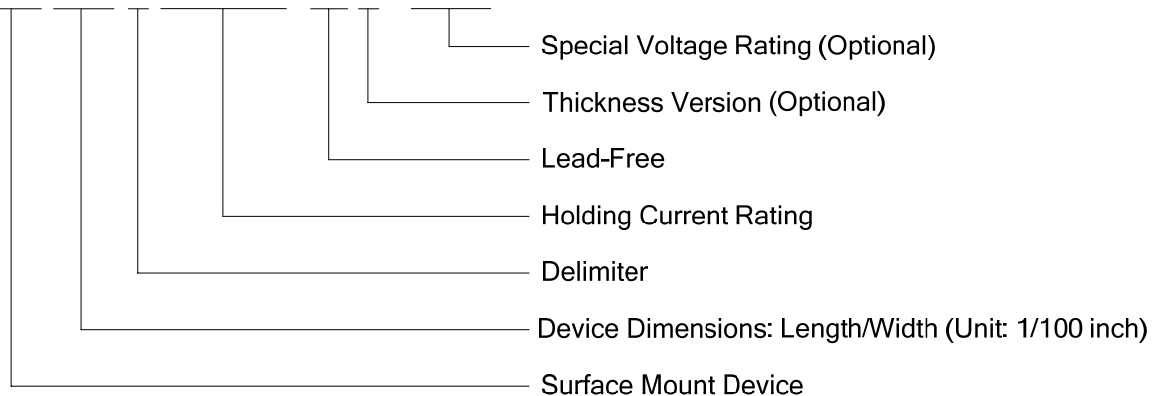 Special Voltage Rating (Optional)
Thickness Version (Optional)
Lead-Free
Holding Current Rating
Delimiter
Device Dimensions: Length/Width (Unit: 1/100 inch)
Surface Mount Device